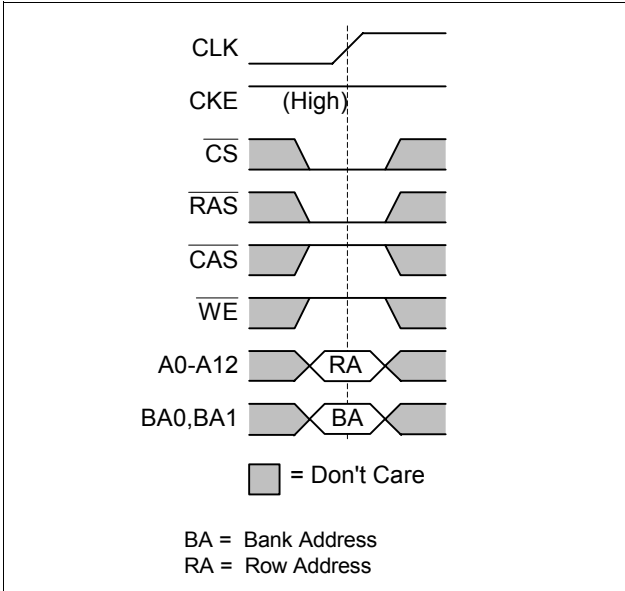 CLK
CKE (High)
CS
RAS
CAS
WE
A0-A12 RA
BA0,BA1 BA
= Don't Care
BA = Bank Address
RA = Row Address